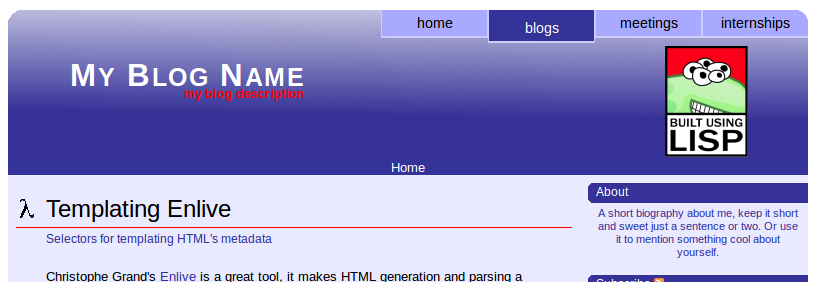 home
blogs
meetings
internships
My Blog Name
my blog description
BUILT USING
LISP
Home
λ Templating Enlive
Selectors for templating HTML's metadata
Christophe Grand's Enlive is a great tool, it makes HTML generation and parsing a
About
A short biography about me, keep it short
and sweet just a sentence or two. Or use
it to mention something cool about
yourself.
Subscribe